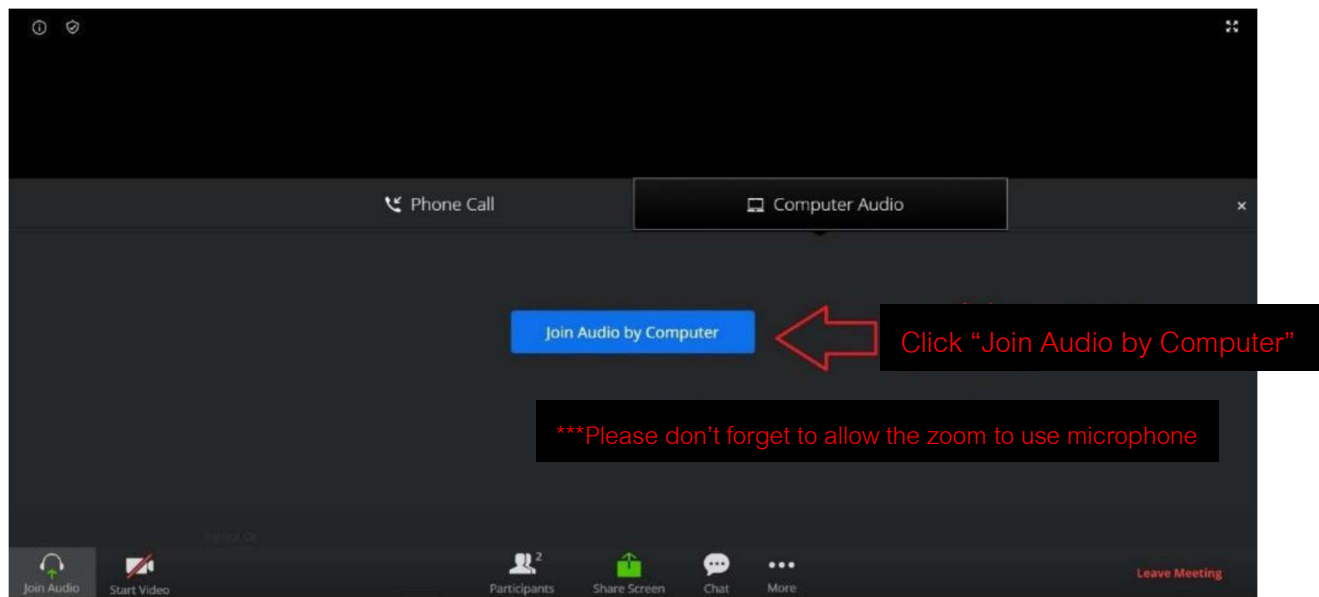 Phone Call
Computer Audio
Join Audio by Computer
Click “Join Audio by Computer”
***Please don’t forget to allow the zoom to use microphone
Join Audio
Start Video
Participants
2
Share Screen
Chat
More
Leave Meeting